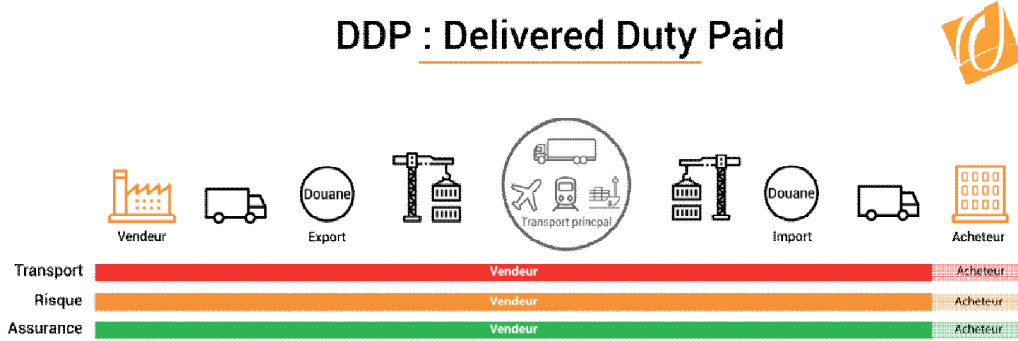 DDP : Delivered Duty Paid
Douane
Transport princpal
Douane
Vendeur
Export
Import
Acheteur
Transport Vendeur Acheteur
Risque Vendeur Acheteur
Assurance Vendeur Acheteur